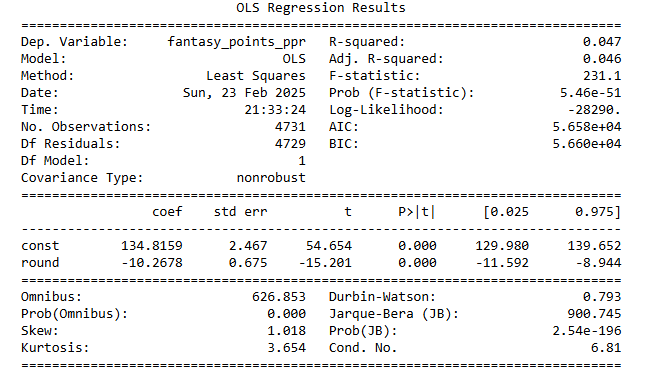 OLS Regression Results
==============================================================================
Dep. Variable:     fantasy_points_ppr   R-squared:                       0.047
Model:                            OLS   Adj. R-squared:                  0.046
Method:                 Least Squares   F-statistic:                     231.1
Date:                Sun, 23 Feb 2025   Prob (F-statistic):           5.46e-51
Time:                        21:33:24   Log-Likelihood:                -28290.
No. Observations:                4731   AIC:                         5.658e+04
Df Residuals:                    4729   BIC:                         5.660e+04
Df Model:                           1
Covariance Type:            nonrobust
==============================================================================
coef    std err          t      P>|t|      [0.025      0.975]
------------------------------------------------------------------------------
const        134.8159      2.467     54.654      0.000     129.980     139.652
round        -10.2678      0.675    -15.201      0.000     -11.592      -8.944
==============================================================================
Omnibus:                      626.853   Durbin-Watson:                   0.793
Prob(Omnibus):                  0.000   Jarque-Bera (JB):              900.745
Skew:                           1.018   Prob(JB):                    2.54e-196
Kurtosis:                       3.654   Cond. No.                         6.81
==============================================================================